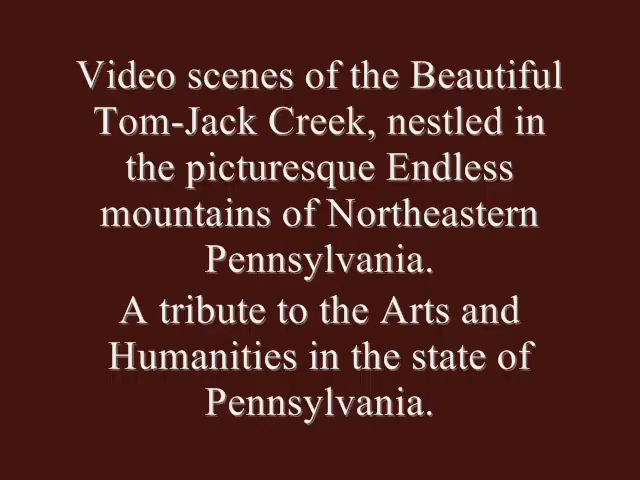 Video scenes of the Beautiful
Tom-Jack Creek, nestled in
the picturesque Endless
mountains of Northeastern
Pennsylvania.
A tribute to the Arts and
Humanities in the state of
Pennsylvania.